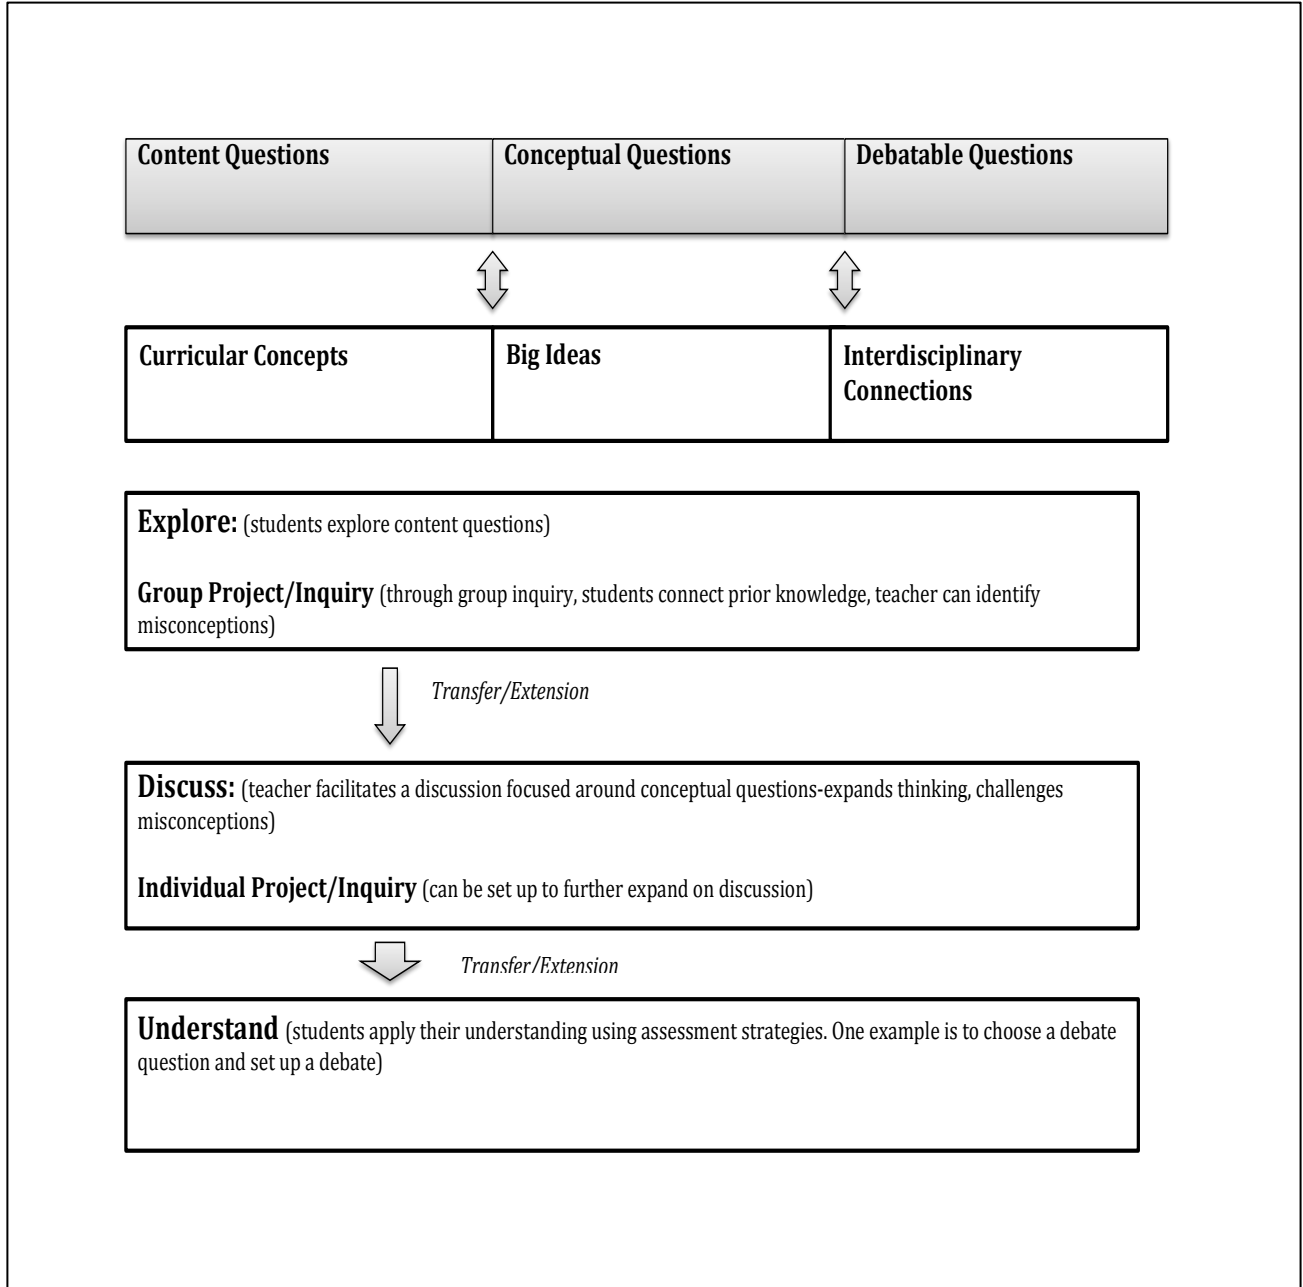 Content Questions
Conceptual Questions
Debatable Questions
Curricular Concepts
Big Ideas
Interdisciplinary
Connections
Explore: (students explore content questions)
Group Project/Inquiry (through group inquiry, students connect prior knowledge, teacher can identify
misconceptions)
Transfer/Extension
Discuss: (teacher facilitates a discussion focused around conceptual questions-expands thinking, challenges
misconceptions)
Individual Project/Inquiry (can be set up to further expand on discussion)
Transfer/Extension
Understand (students apply their understanding using assessment strategies. One example is to choose a debate
question and set up a debate)